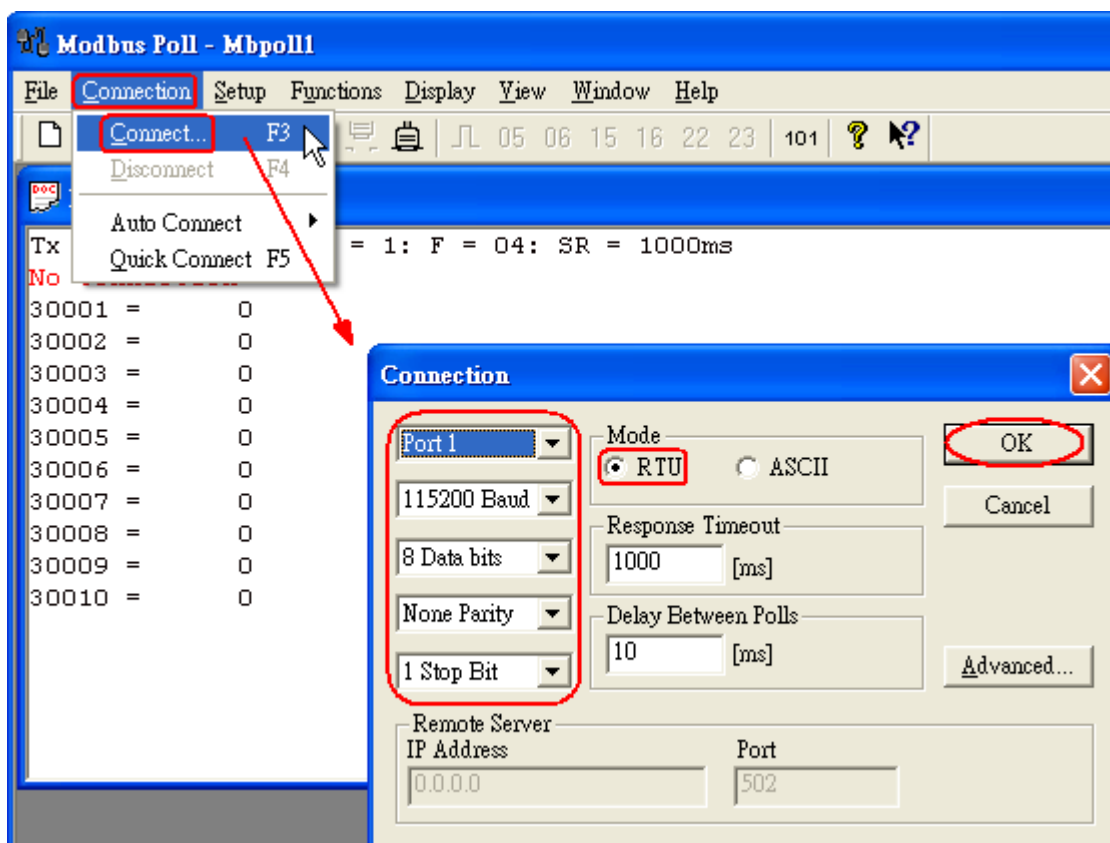 Modbus Poll - Mbpoll1
File Connection Setup Functions Display View Window Help
Connect... F3
05 06 15 16 22 23 101
Disconnect F4
DOC
Auto Connect
Quick Connect F5
Tx = 1: F = 04: SR = 1000ms
No
30001 = 0
30002 = 0
30003 = 0
30004 = 0
30005 = 0
30006 = 0
30007 = 0
30008 = 0
30009 = 0
30010 = 0
Connection
Port 1
115200 Baud
8 Data bits
None Parity
1 Stop Bit
Mode
RTU ASCII
Response Timeout
1000 [ms]
Delay Between Polls
10 [ms]
OK
Cancel
Advanced...
Remote Server
IP Address Port
0.0.0.0 502